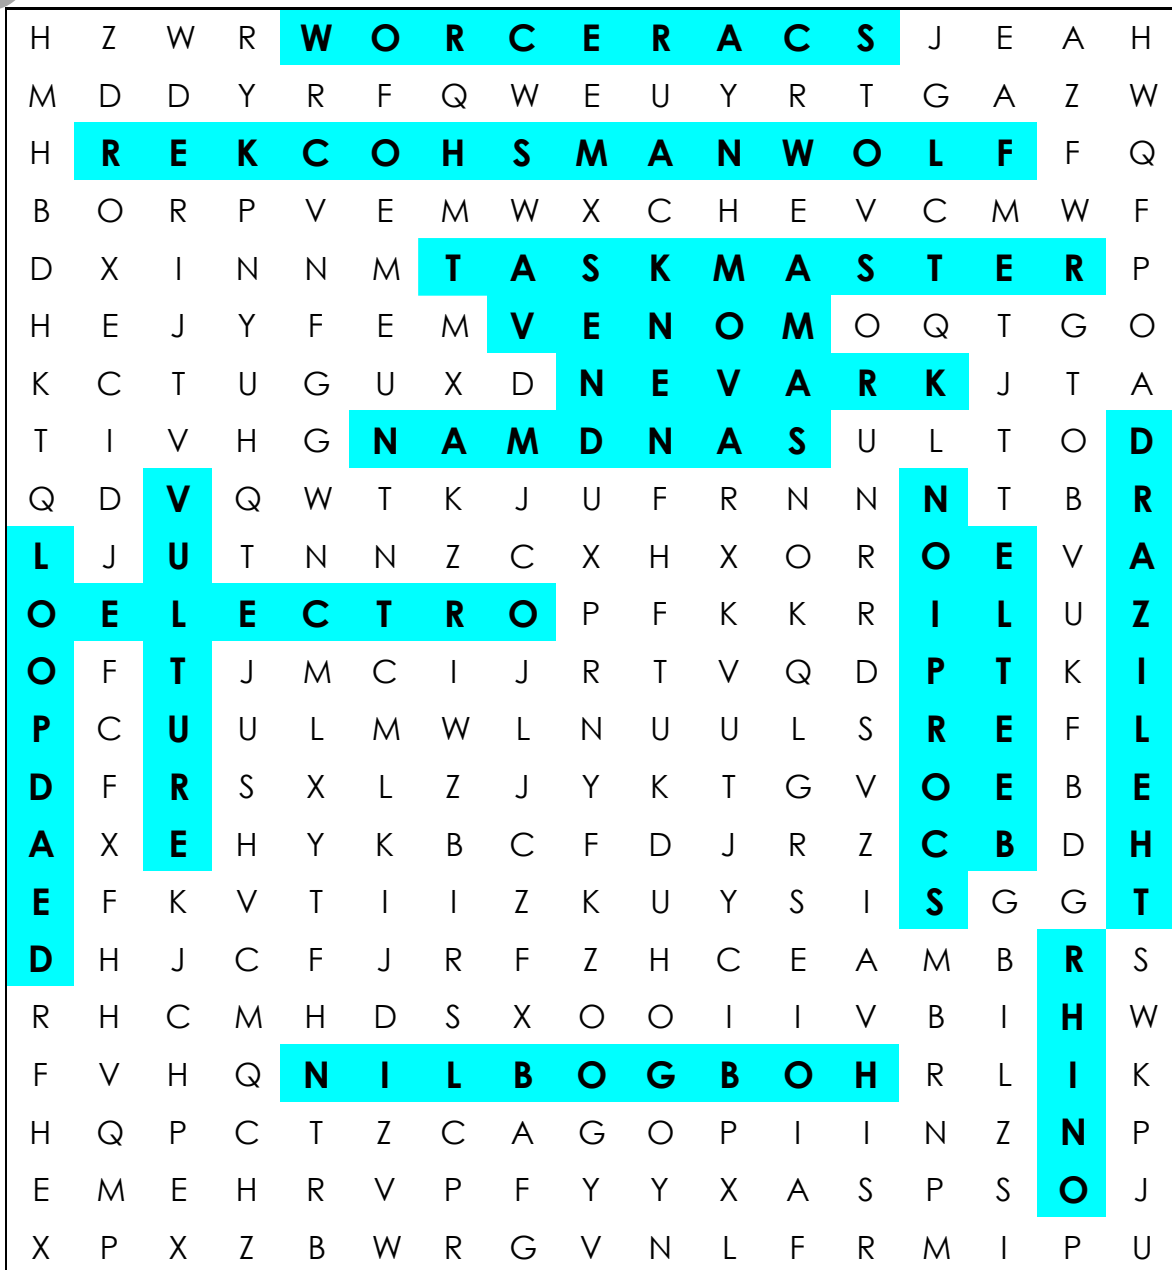 H Z W R W O R C E R A C S J E A H
M D D Y R F Q W E U Y R T G A Z W
H R E K C O H S M A N W O L F F Q
B O R P V E M W X C H E V C M W F
D X I N N M T A S K M A S T E R P
H E J Y F E M V E N O M O Q T G O
K C T U G U X D N E V A R K J T A
T I V H G N A M D N A S U L T O D
Q D V Q W T K J U F R N N N T B R
L J U T N N Z C X H X O R O E V A
O E L E C T R O P F K K R I L U Z
O F T J M C I J R T V Q D P T K I
P C U U L M W L N U U L S R E F L
D F R S X L Z J Y K T G V O E B E
A X E H Y K B C F D J R Z C B D H
E F K V T I I Z K U Y S I S G G T
D H J C F J R F Z H C E A M B R S
R H C M H D S X O O I I V B I H W
F V H Q N I L B O G B O H R L I K
H Q P C T Z C A G O P I I N Z N P
E M E H R V P F Y Y X A S P S O J
X P X Z B W R G V N L F R M I P U